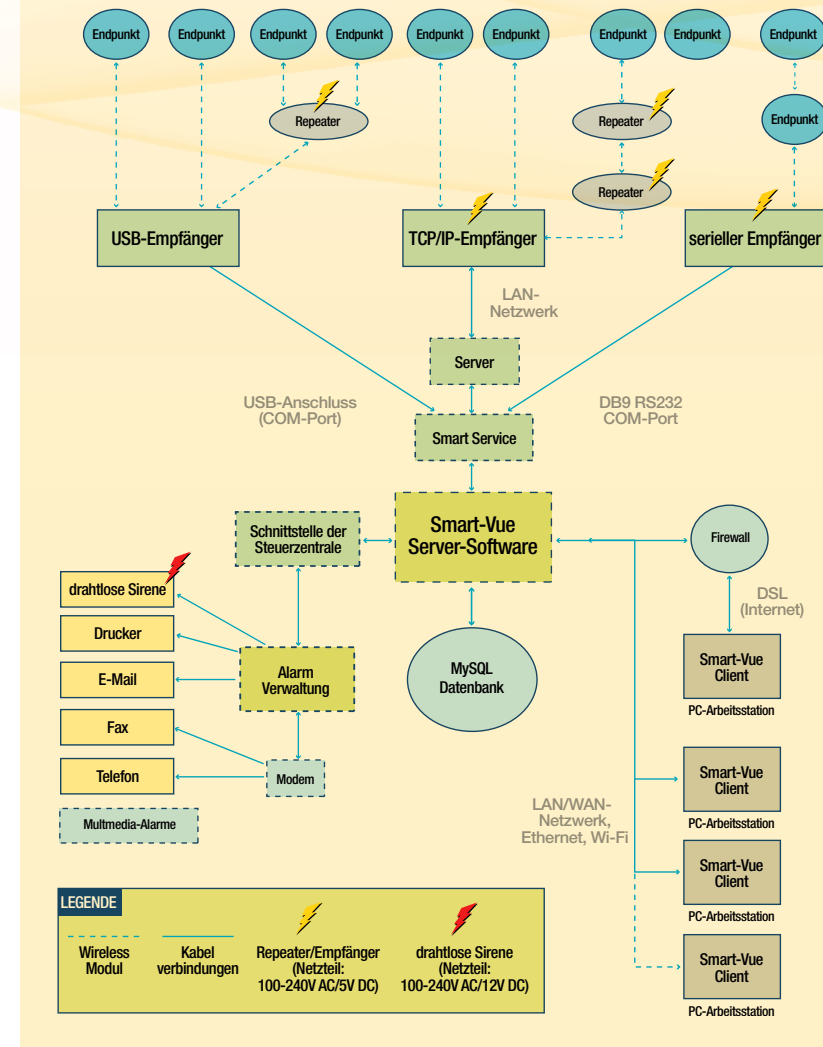 Endpunkt
Endpunkt
Endpunkt
Endpunkt
Endpunkt
Endpunkt
Endpunkt
Endpunkt
Endpunkt
Repeater
Repeater
Endpunkt
Repeater
USB-Empfänger
TCP/IP-Empfänger
serieller Empfänger
LAN-
Netzwerk
Server
USB-Anschluss
(COM-Port)
DB9 RS232
COM-Port
Smart Service
Schnittstelle der
Steuerzentrale
Smart-Vue
Server-Software
Firewall
DSL
(Internet)
drahtlose Sirene
Drucker
E-Mail
Fax
Telefon
Alarm
Verwaltung
Modem
MySQL
Datenbank
Smart-Vue
Client
PC-Arbeitsstation
Smart-Vue
Client
PC-Arbeitsstation
LAN/WAN-
Netzwerk,
Ethernet, Wi-Fi
Multmedia-Alarme
Smart-Vue
Client
PC-Arbeitsstation
Smart-Vue
Client
PC-Arbeitsstation
LEGENDE
Wireless
Modul
Kabel
verbindungen
Repeater/Empfänger
(Netzteil:
100-240V AC/5V DC)
drahtlose Sirene
(Netzteil:
100-240V AC/12V DC)